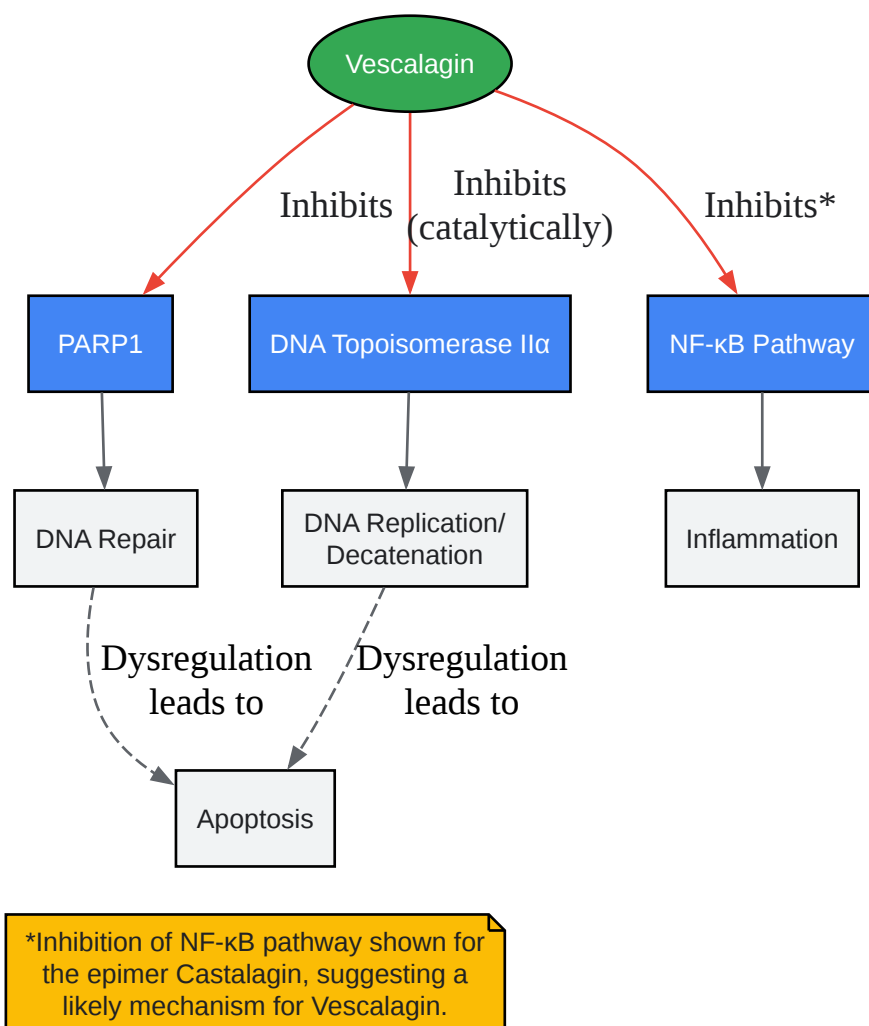 Vescalagin
Inhibits
Inhibits
(catalytically)
Inhibits*
PARP1
DNA Topoisomerase IIα
NF-κB Pathway
DNA Repair
DNA Replication/
Decatenation
Inflammation
Dysregulation
leads to
Dysregulation
leads to
Apoptosis
*Inhibition of NF-κB pathway shown for
the epimer Castalagin, suggesting a
likely mechanism for Vescalagin.